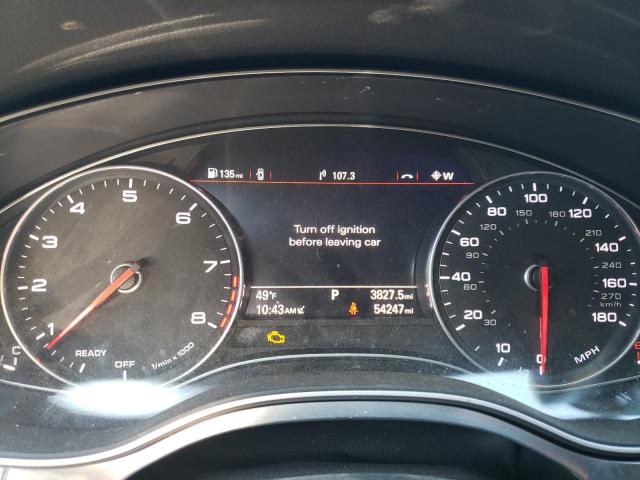 135mi 107.3 W
Turn off ignition
before leaving car
49°F P 3827.5mi
10:43AM 54247mi
1 2 3 4 5 6 7 8
READY OFF 1/min x 1000
0 10 20 40 60 80 100 120 140 160 180
30 60 90 120 150 180 210 240 270
km/h
MPH
C